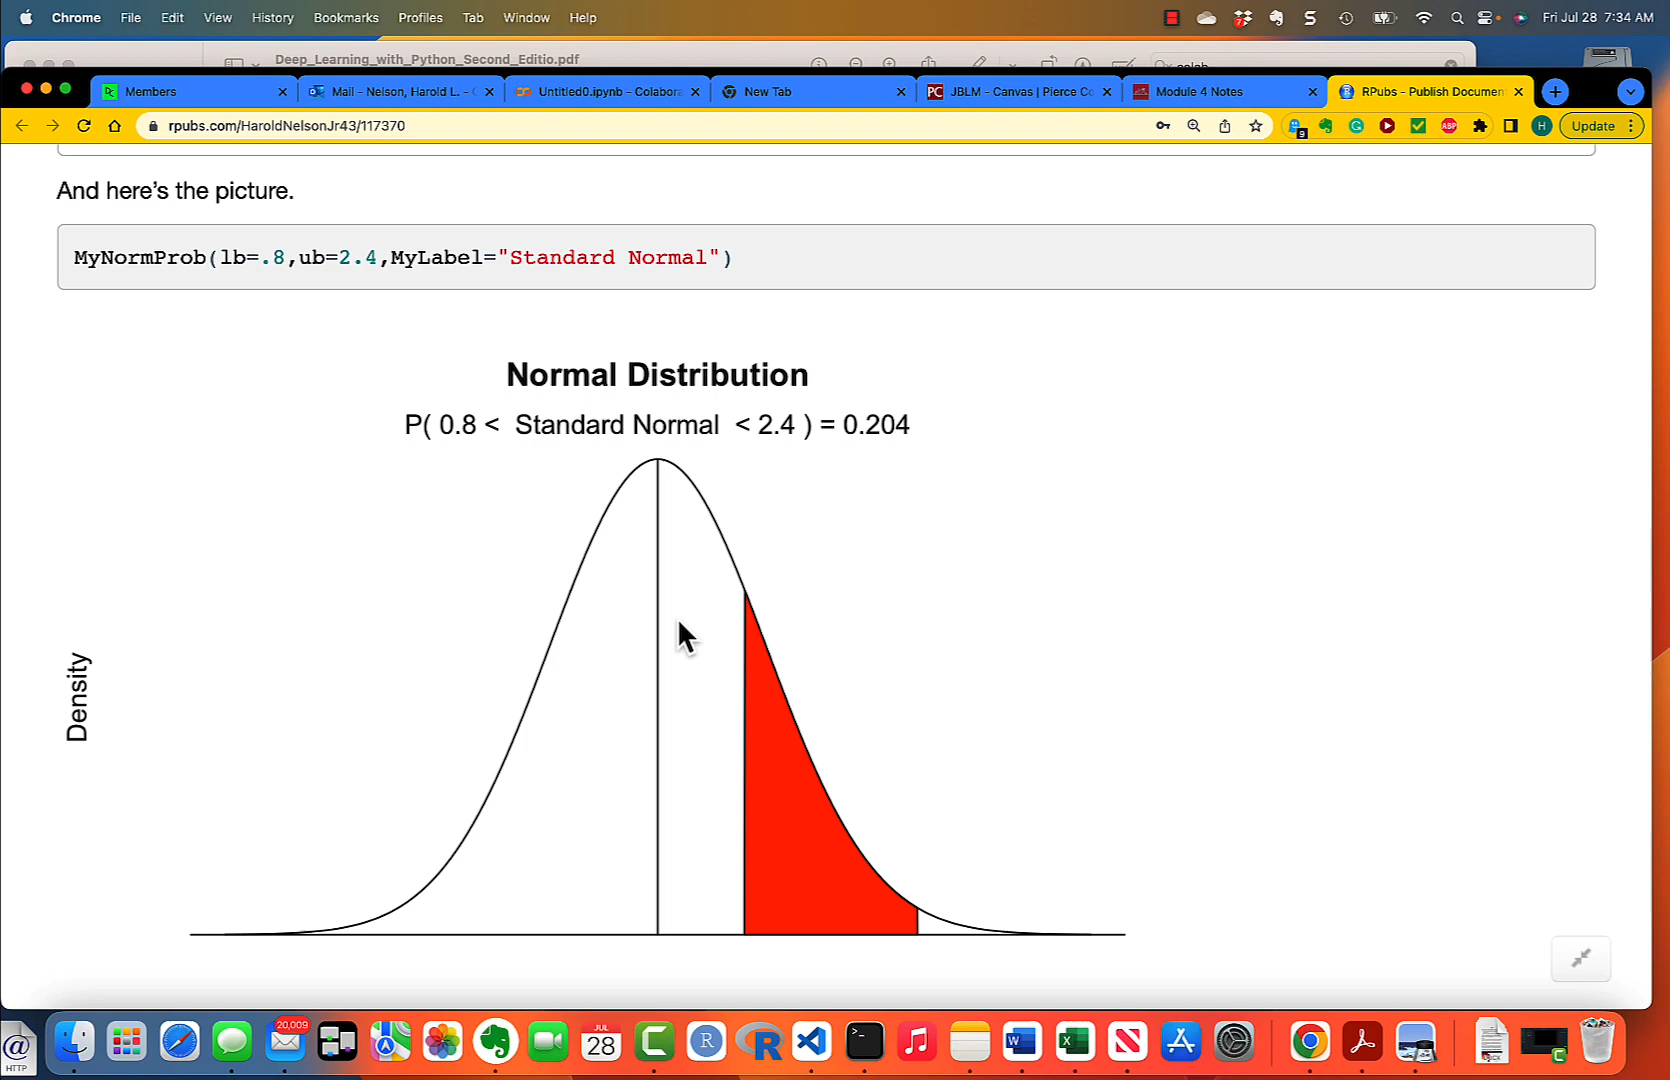 Chrome File Edit View History Bookmarks Profiles Tab Window Help
Fri Jul 28 7:34 AM
Deep_Learning_with_Python_Second_Editio.pdf
Members
Mail – Nelson, Harold L. –
Untitled0.ipynb – Colabora
New Tab
JBLM – Canvas | Pierce Co
Module 4 Notes
RPubs – Publish Documen
rpubs.com/HaroldNelsonJr43/117370
9
ABP
H
Update
And here’s the picture.
MyNormProb(lb=.8,ub=2.4,MyLabel="Standard Normal")
Normal Distribution
P( 0.8 < Standard Normal < 2.4 ) = 0.204
Density
HTTP
20,009
JUL
28